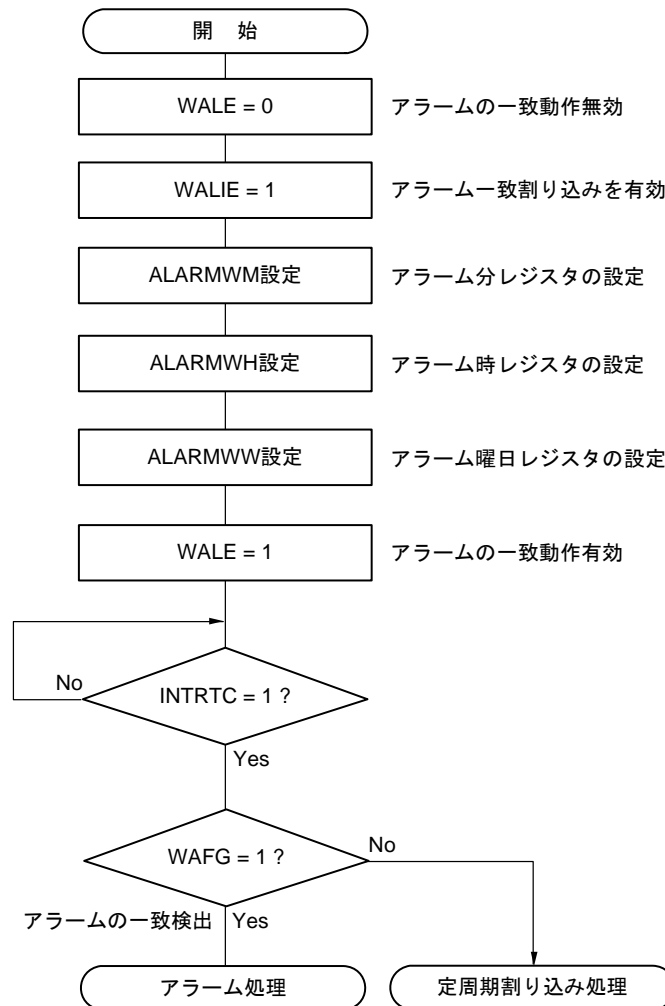 開 始
WALE = 0
アラームの一致動作無効
WALIE = 1
アラーム一致割り込みを有効
ALARMWM設定
アラーム分レジスタの設定
ALARMWH設定
アラーム時レジスタの設定
ALARMWW設定
アラーム曜日レジスタの設定
WALE = 1
アラームの一致動作有効
No
INTRTC = 1 ?
Yes
WAFG = 1 ?
No
アラームの一致検出
Yes
アラーム処理
定周期割り込み処理